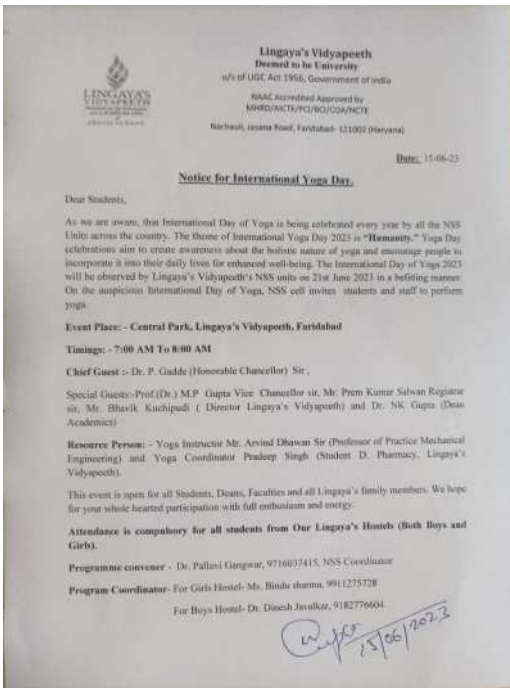 LINGAYA'S
VIDYAPEETH
Lingaya's Vidyapeeth
Deemed to be University
u/s of UGC Act 1956, Government of India
NAAC Accredited Approved by
MHRD/AICTE/PCI/BCI/COA/NCTE
Nachauli, Jasana Road, Faridabad- 121002 (Haryana)
Date: 15-06-23
Notice for International Yoga Day.
Dear Students,
As we are aware, that International Day of Yoga is being celebrated every year by all the NSS
Units across the country. The theme of International Yoga Day 2023 is "Humanity." Yoga Day
celebrations aim to create awareness about the holistic nature of yoga and encourage people to
incorporate it into their daily lives for enhanced well-being. The International Day of Yoga 2023
will be observed by Lingaya's Vidyapeeth's NSS units on 21st June 2023 in a befitting manner.
On the auspicious International Day of Yoga, NSS cell invites students and staff to perform
yoga.
Event Place: - Central Park, Lingaya's Vidyapeeth, Faridabad
Timings: - 7:00 AM To 8:00 AM
Chief Guest :- Dr. P. Gadde (Honorable Chancellor) Sir ,
Special Guests:-Prof.(Dr.) M.P Gupta Vice Chancellor sir, Mr. Prem Kumar Salwan Registrar
sir, Mr. Bhavik Kuchipudi ( Director Lingaya's Vidyapeeth) and Dr. NK Gupta (Dean
Academics)
Resource Person: - Yoga Instructor Mr. Arvind Dhawan Sir (Professor of Practice Mechanical
Engineering) and Yoga Coordinator Pradeep Singh (Student D. Pharmacy, Lingaya's
Vidyapeeth).
This event is open for all Students, Deans, Faculties and all Lingaya's family members. We hope
for your whole hearted participation with full enthusiasm and energy.
Attendance is compulsory for all students from Our Lingaya's Hostels (Both Boys and
Girls).
Programme convener - Dr. Pallavi Gangwar, 9716037415, NSS Coordinator
Program Coordinator- For Girls Hostel- Ms. Bindu sharma, 9911275728
For Boys Hostel- Dr. Dinesh Javalkar, 9182776604
15/06/2023